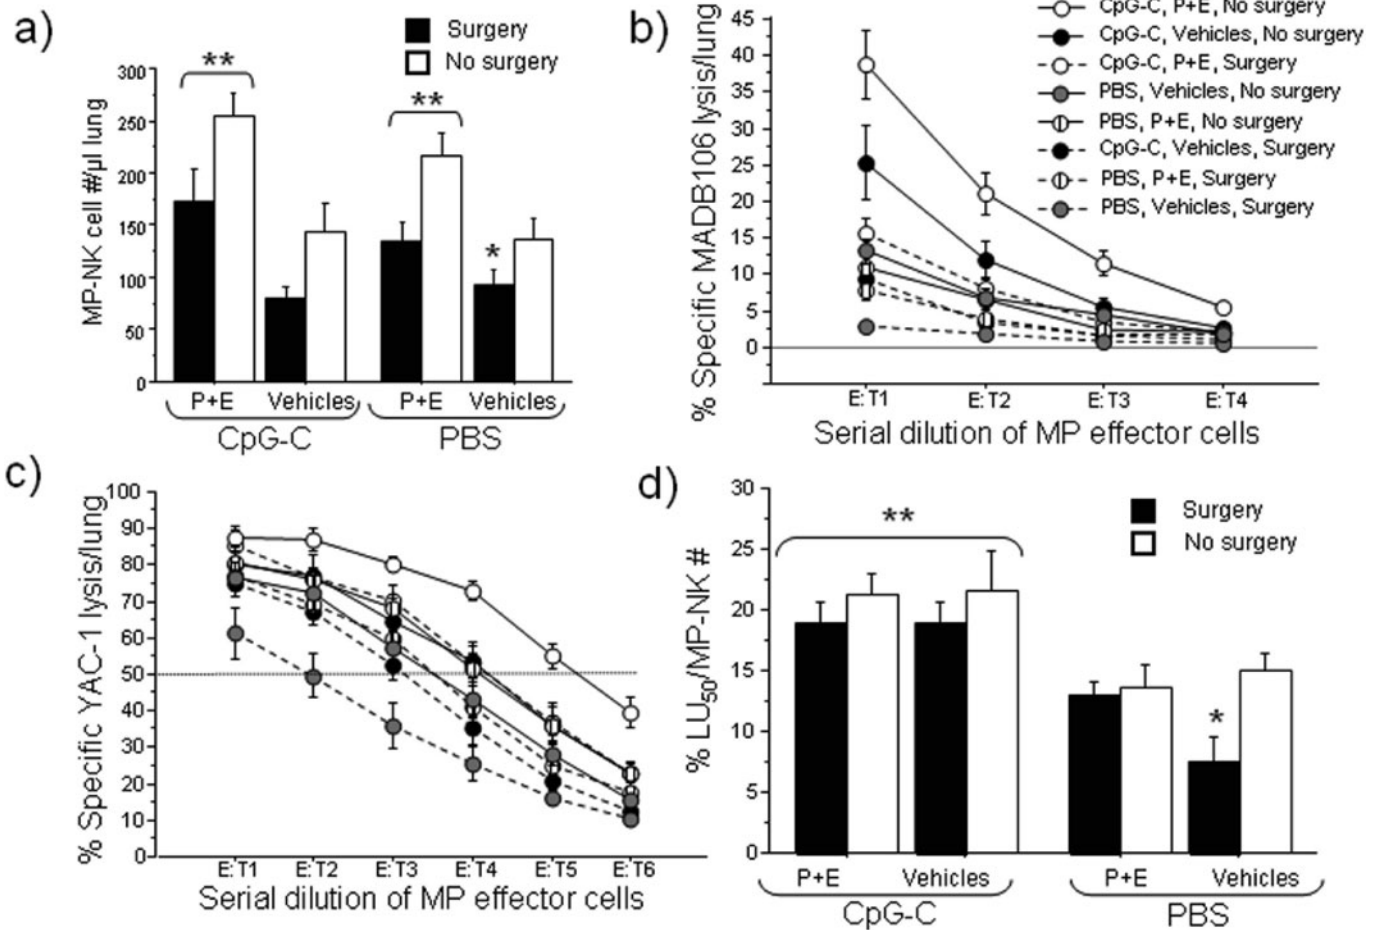 a)
Surgery
No surgery
**
**
*
MP-NK cell #/µl lung
300
250
200
150
100
50
0
P+E Vehicles P+E Vehicles
CpG-C PBS
b)
% Specific MADB106 lysis/lung
45
40
35
30
25
20
15
10
5
0
CpG-C, P+E, No surgery
CpG-C, Vehicles, No surgery
CpG-C, P+E, Surgery
PBS, Vehicles, No surgery
PBS, P+E, No surgery
CpG-C, Vehicles, Surgery
PBS, P+E, Surgery
PBS, Vehicles, Surgery
E:T1 E:T2 E:T3 E:T4
Serial dilution of MP effector cells
c)
% Specific YAC-1 lysis/lung
100
90
80
70
60
50
40
30
20
10
0
E:T1 E:T2 E:T3 E:T4 E:T5 E:T6
Serial dilution of MP effector cells
d)
Surgery
No surgery
**
*
% LU50/MP-NK #
30
25
20
15
10
5
0
P+E Vehicles P+E Vehicles
CpG-C PBS